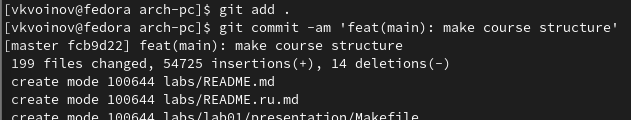 [vkvoinov@fedora arch-pc]$ git add .
[vkvoinov@fedora arch-pc]$ git commit -am 'feat(main): make course structure'
[master fcb9d22] feat(main): make course structure
 199 files changed, 54725 insertions(+), 14 deletions(-)
 create mode 100644 labs/README.md
 create mode 100644 labs/README.ru.md
 create mode 100644 labs/lab01/presentation/Makefile